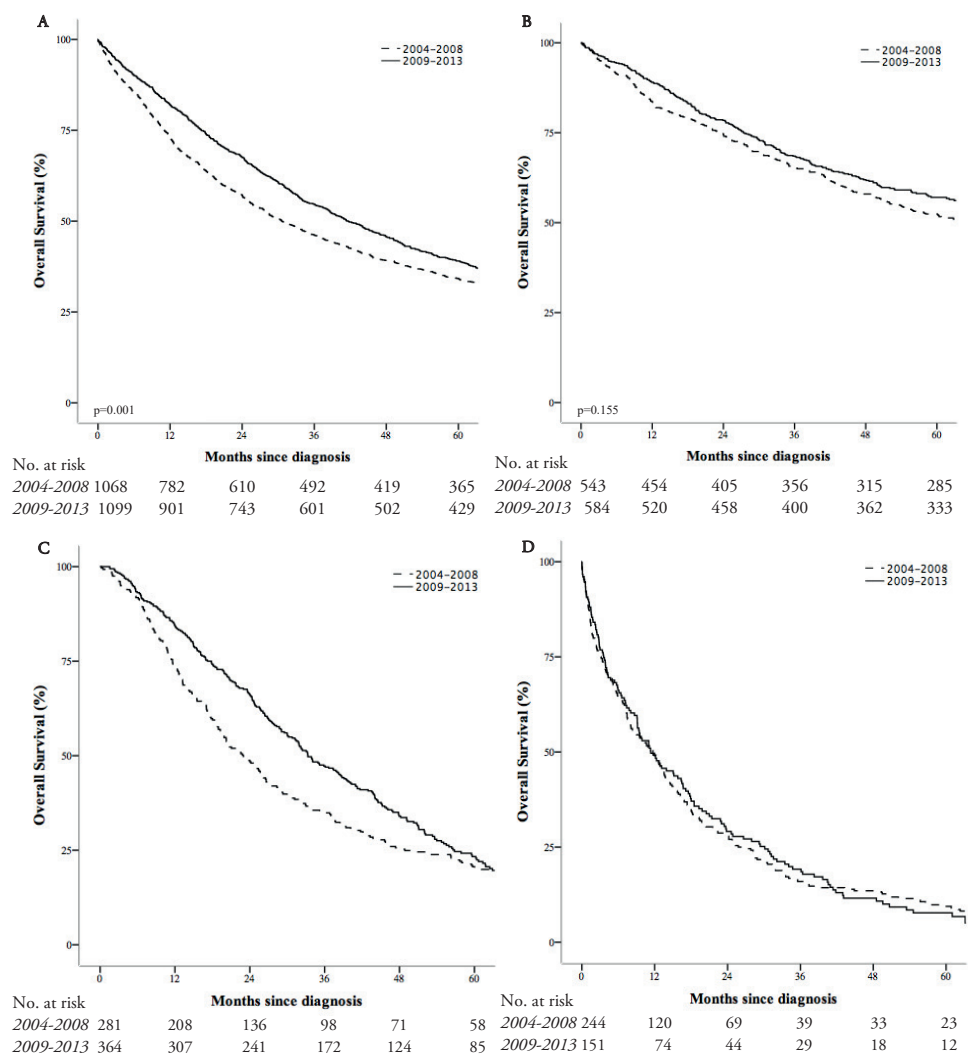 A
100
75
50
25
0
Overall Survival (%)
2004-2008
2009-2013
p=0.001
0 12 24 36 48 60
Months since diagnosis
No. at risk
2004-2008 1068 782 610 492 419 365
2009-2013 1099 901 743 601 502 429
B
100
75
50
25
0
Overall Survival (%)
2004-2008
2009-2013
p=0.155
0 12 24 36 48 60
Months since diagnosis
No. at risk
2004-2008 543 454 405 356 315 285
2009-2013 584 520 458 400 362 333
C
100
75
50
25
0
Overall Survival (%)
2004-2008
2009-2013
0 12 24 36 48 60
Months since diagnosis
No. at risk
2004-2008 281 208 136 98 71 58
2009-2013 364 307 241 172 124 85
D
100
75
50
25
0
Overall Survival (%)
2004-2008
2009-2013
0 12 24 36 48 60
Months since diagnosis
No. at risk
2004-2008 244 120 69 39 33 23
2009-2013 151 74 44 29 18 12